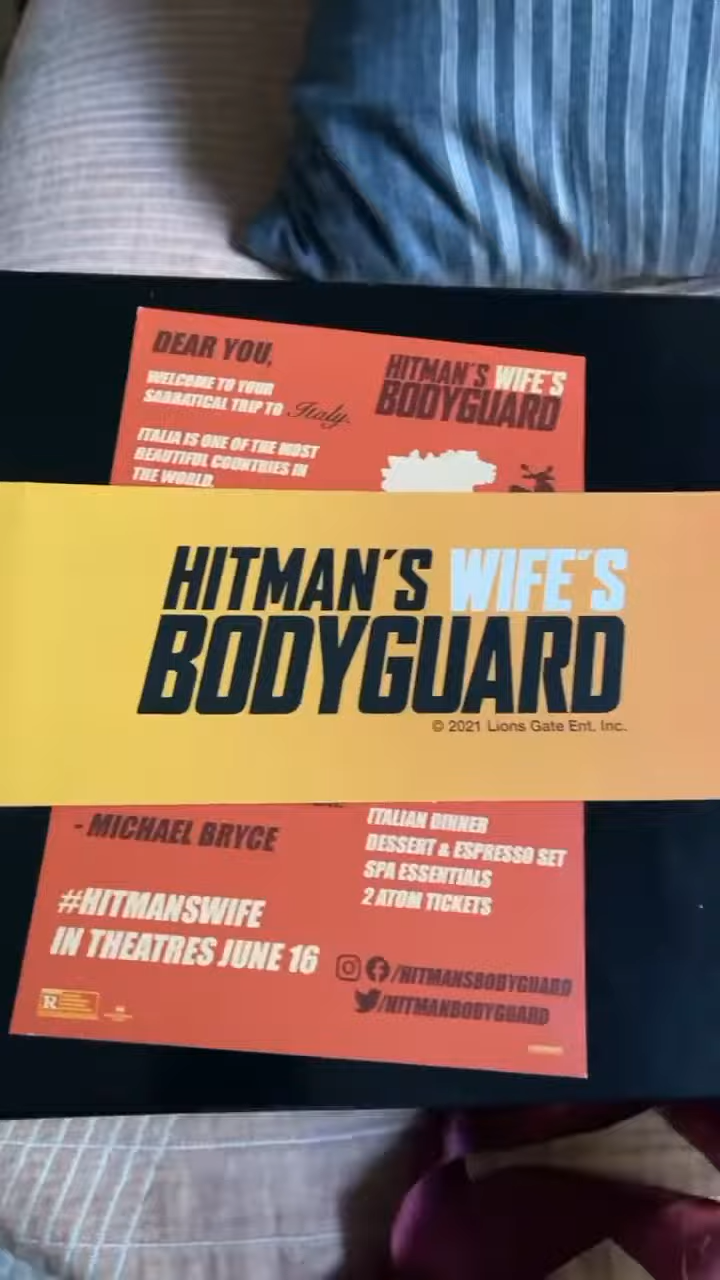 DEAR YOU,
WELCOME TO YOUR
SABBATICAL TRIP TO Italy.
ITALIA IS ONE OF THE MOST
BEAUTIFUL COUNTRIES IN
THE WORLD.
HITMAN'S WIFE'S
BODYGUARD
HITMAN'S WIFE'S
BODYGUARD
© 2021 Lions Gate Ent. Inc.
- MICHAEL BRYCE
ITALIAN DINNER
DESSERT & ESPRESSO SET
SPA ESSENTIALS
2 ATOM TICKETS
#HITMANSWIFE
IN THEATRES JUNE 16
/HITMANSBODYGUARD
/HITMANBODYGUARD
R